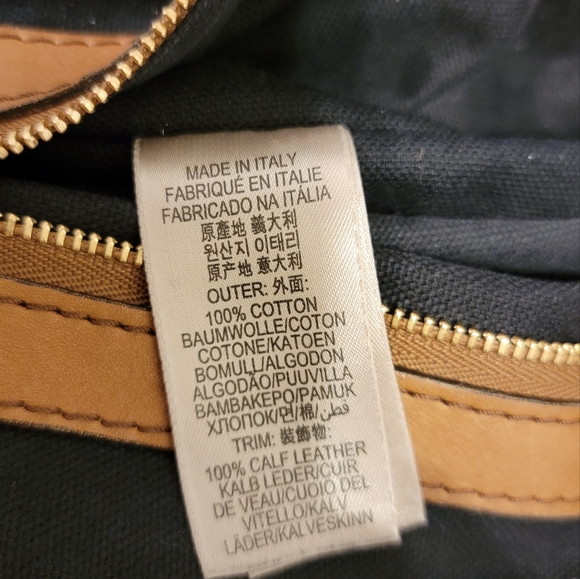 MADE IN ITALY
FABRIQUÉ EN ITALIE
FABRICADO NA ITÁLIA
原產地 義大利
원산지 이태리
原产地 意大利
OUTER: 外面:
100% COTTON
BAUMWOLLE/COTON
COTONE/KATOEN
BOMULL/ALGODON
ALGODÃO/PUUVILLA
BAMBAKEPO/PAMUK
ХЛОПОК/면/棉/قطن
TRIM: 裝飾物:
100% CALF LEATHER
KALB LEDER/CUIR
DE VEAU/CUOIO DEL
VITELLO/KALV
LÄDER/KALVESKINN